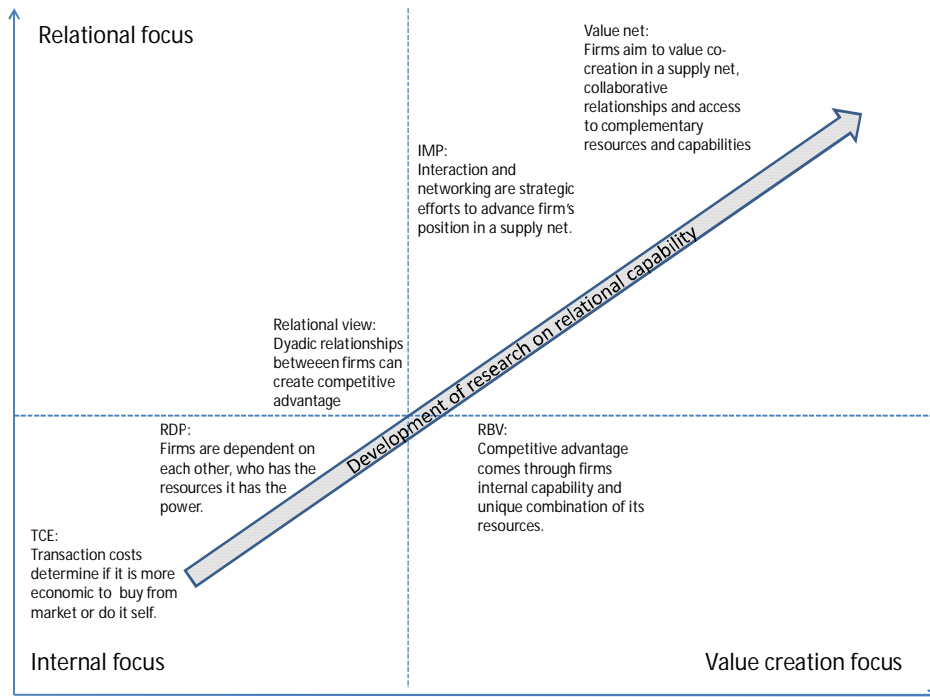 Relational focus
Value net:
Firms aim to value co-
creation in a supply net,
collaborative
relationships and access
to complementary
resources and capabilities
IMP:
Interaction and
networking are strategic
efforts to advance firm's
position in a supply net.
Development of research on relational capability
Relational view:
Dyadic relationships
betweeen firms can
create competitive
advantage
RDP:
Firms are dependent on
each other, who has the
resources it has the
power.
RBV:
Competitive advantage
comes through firms
internal capability and
unique combination of its
resources.
TCE:
Transaction costs
determine if it is more
economic to buy from
market or do it self.
Internal focus
Value creation focus